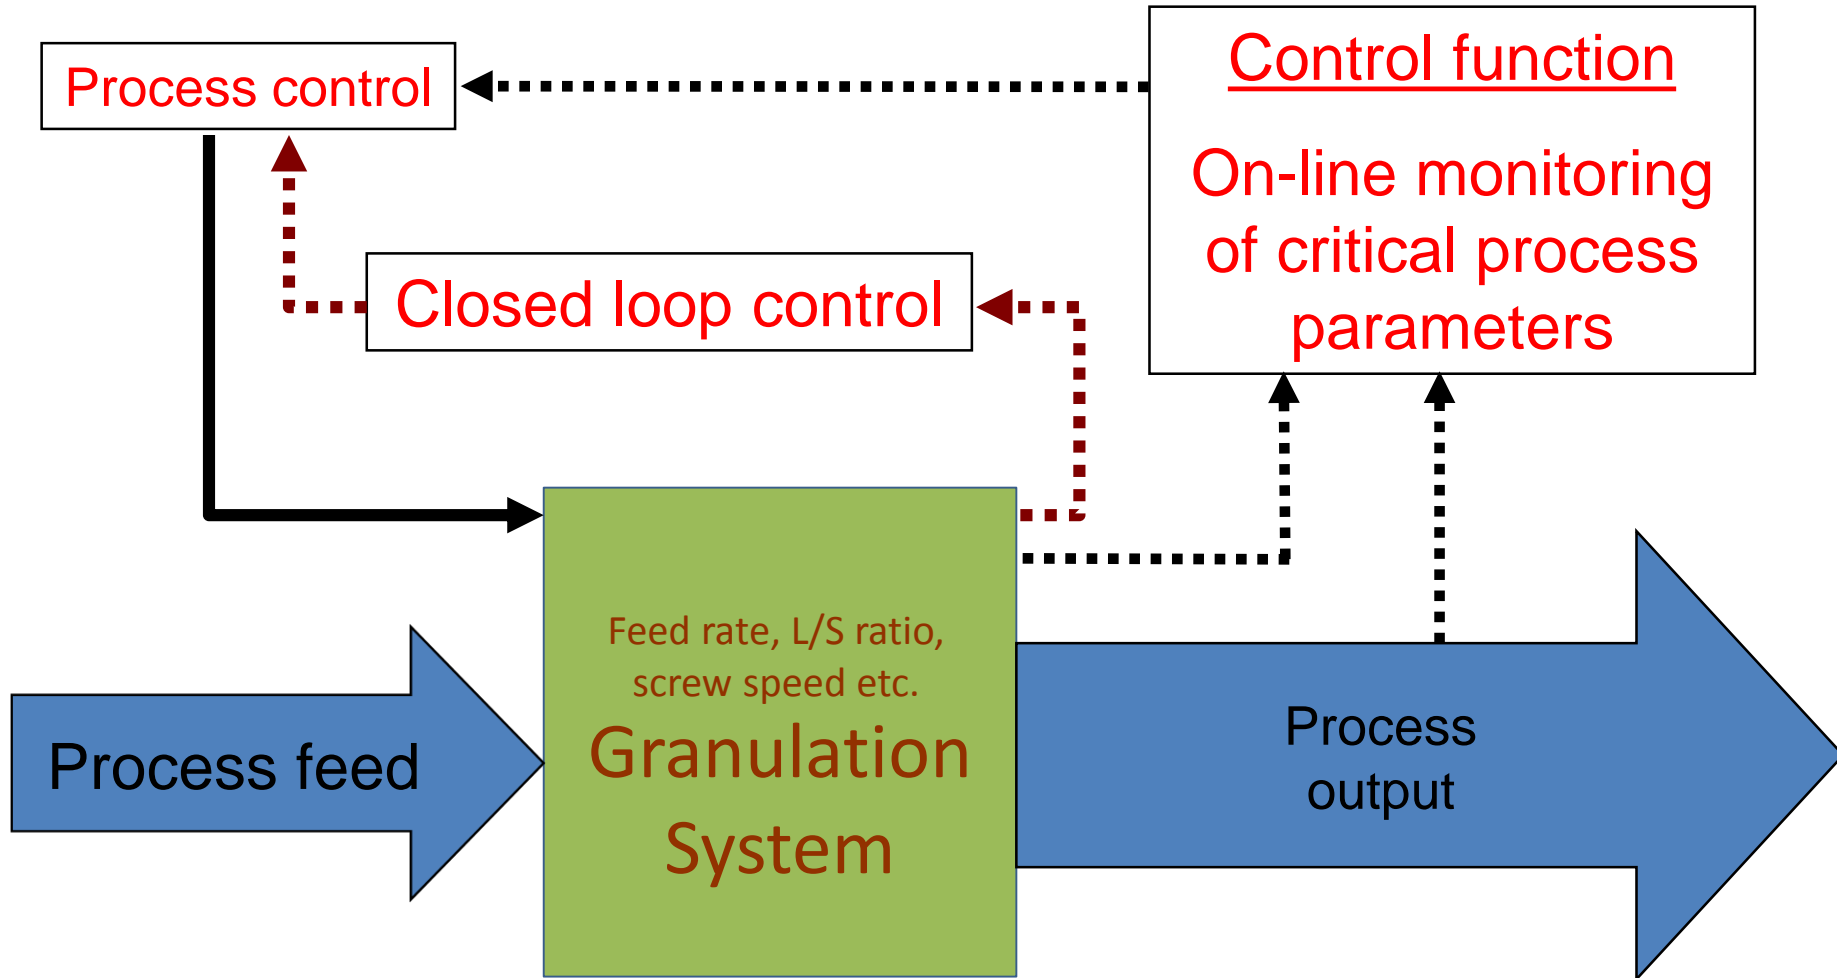 Process control
Control function
On-line monitoring
of critical process
parameters
Closed loop control
Feed rate, L/S ratio,
screw speed etc.
Granulation
System
Process feed
Process
output